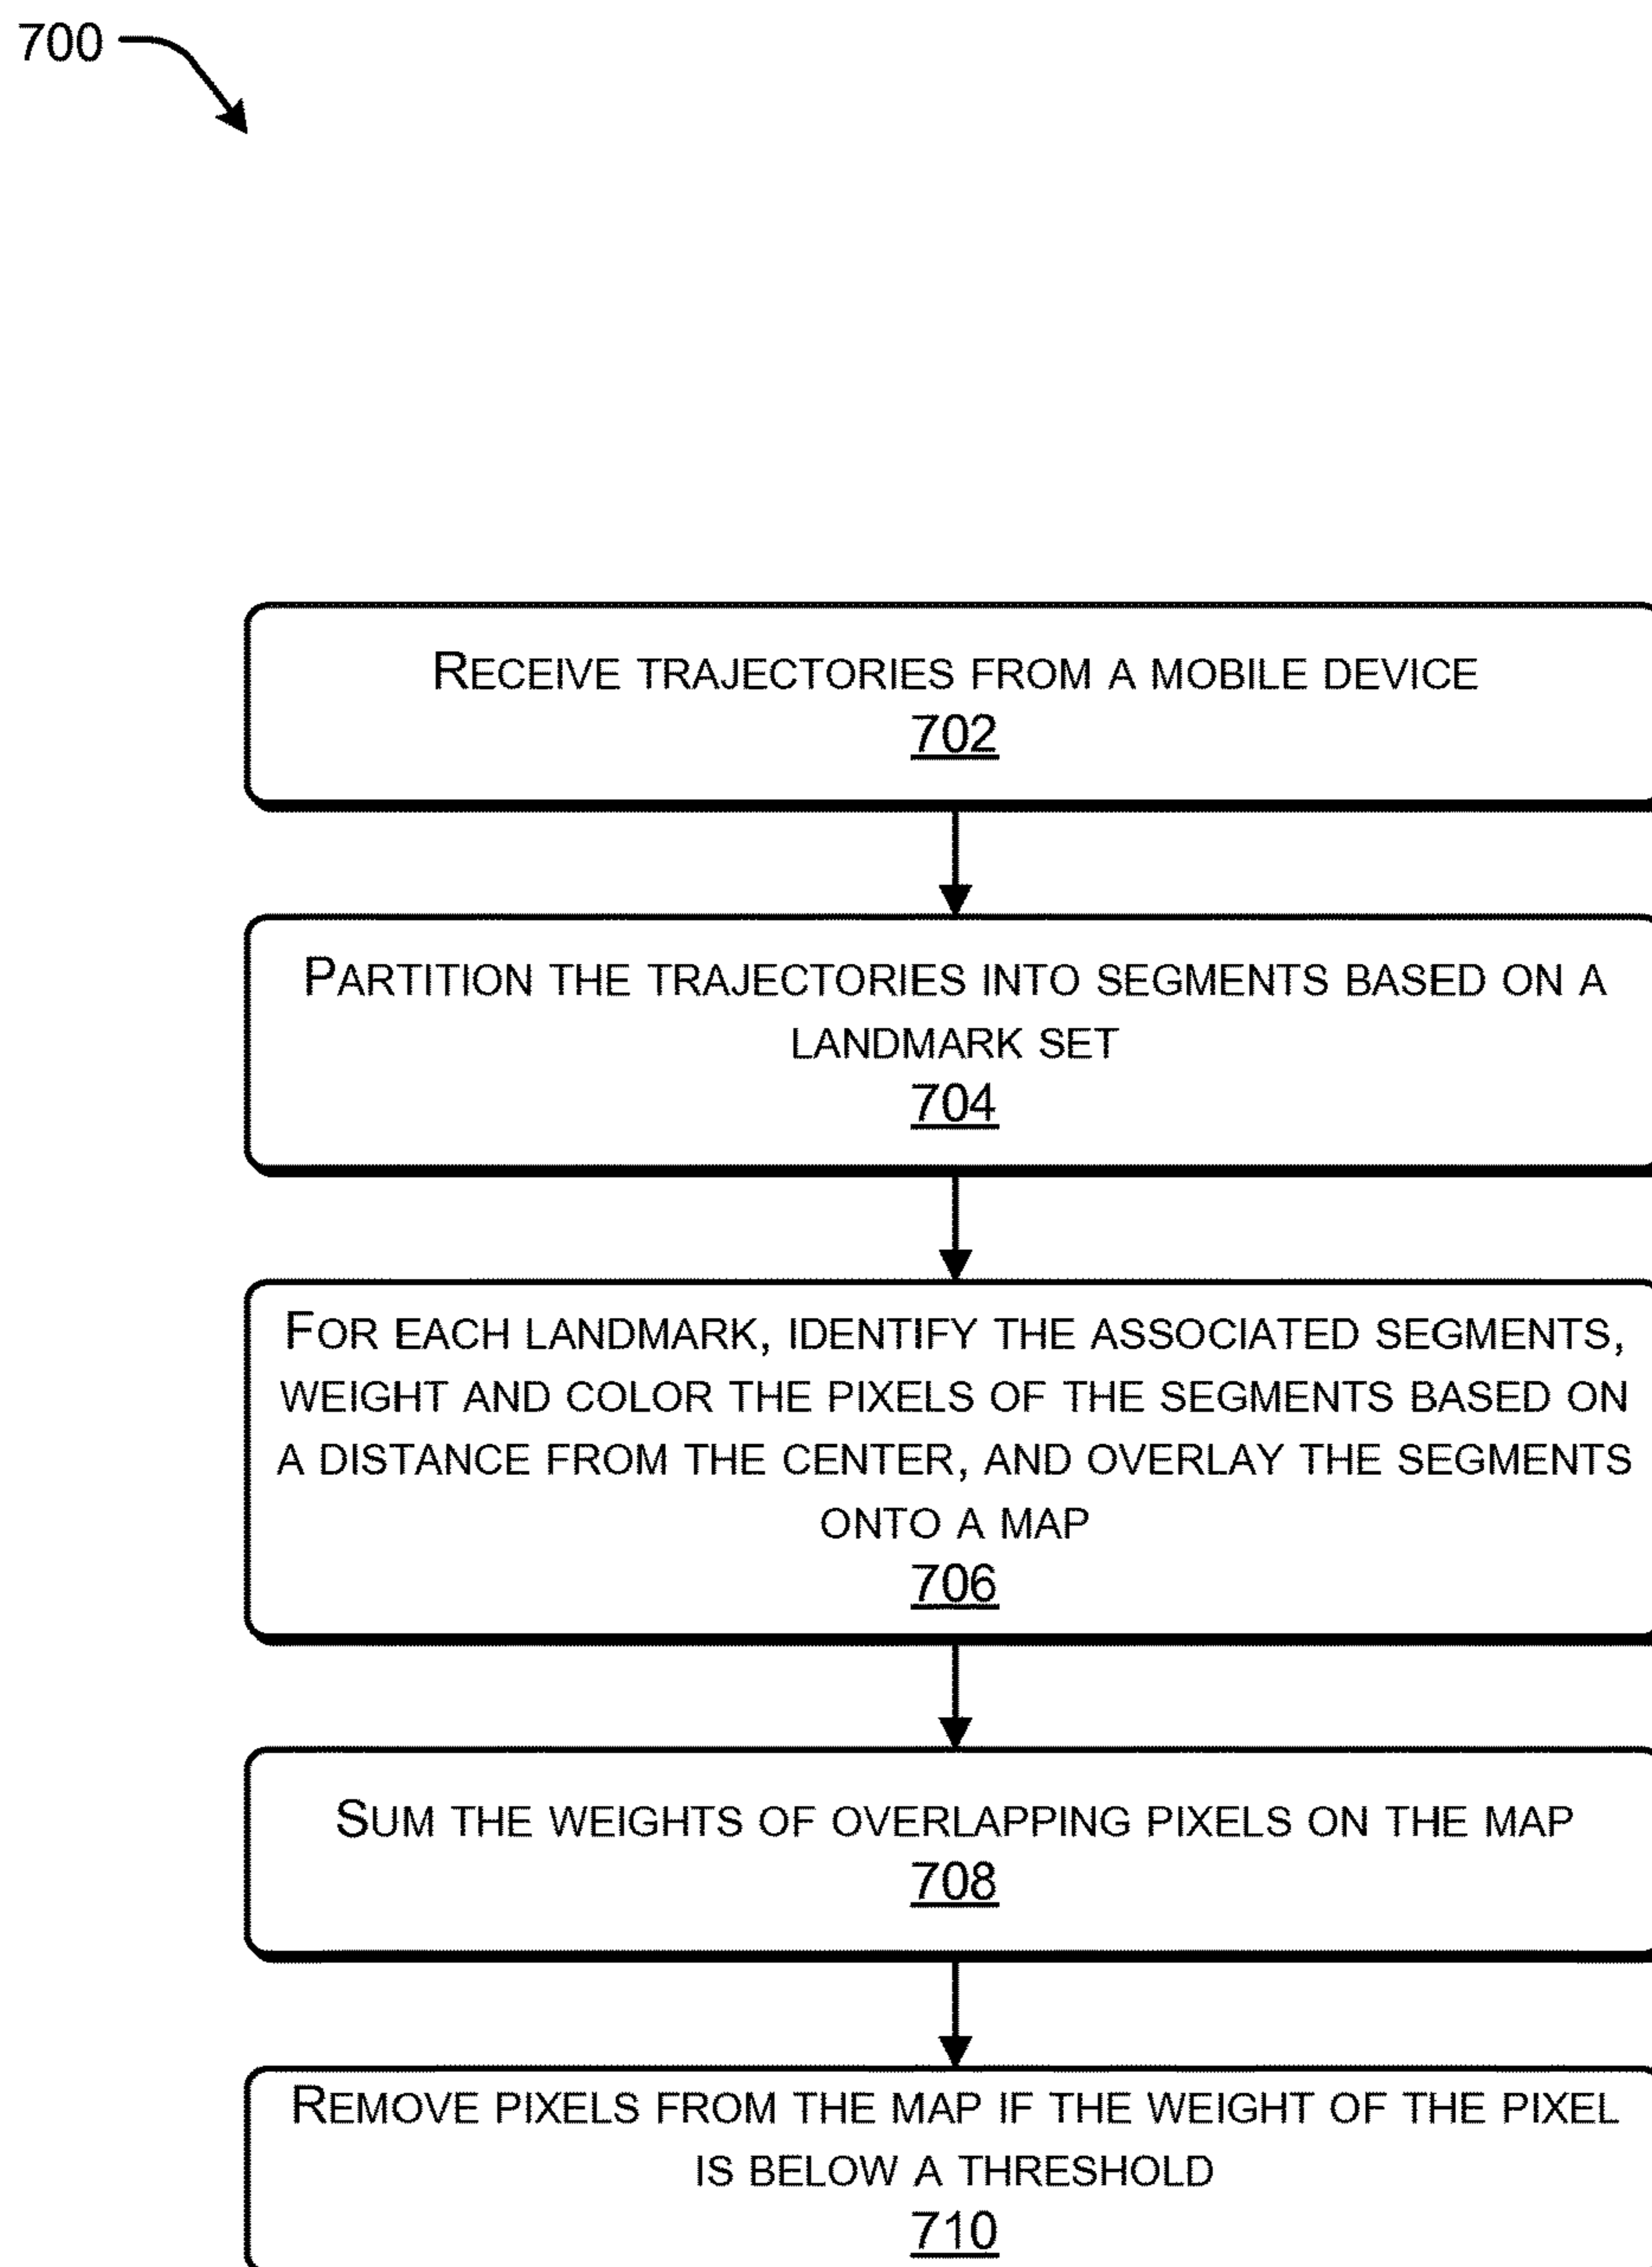 700
RECEIVE TRAJECTORIES FROM A MOBILE DEVICE
702
PARTITION THE TRAJECTORIES INTO SEGMENTS BASED ON A
LANDMARK SET
704
FOR EACH LANDMARK, IDENTIFY THE ASSOCIATED SEGMENTS,
WEIGHT AND COLOR THE PIXELS OF THE SEGMENTS BASED ON
A DISTANCE FROM THE CENTER, AND OVERLAY THE SEGMENTS
ONTO A MAP
706
SUM THE WEIGHTS OF OVERLAPPING PIXELS ON THE MAP
708
REMOVE PIXELS FROM THE MAP IF THE WEIGHT OF THE PIXEL
IS BELOW A THRESHOLD
710